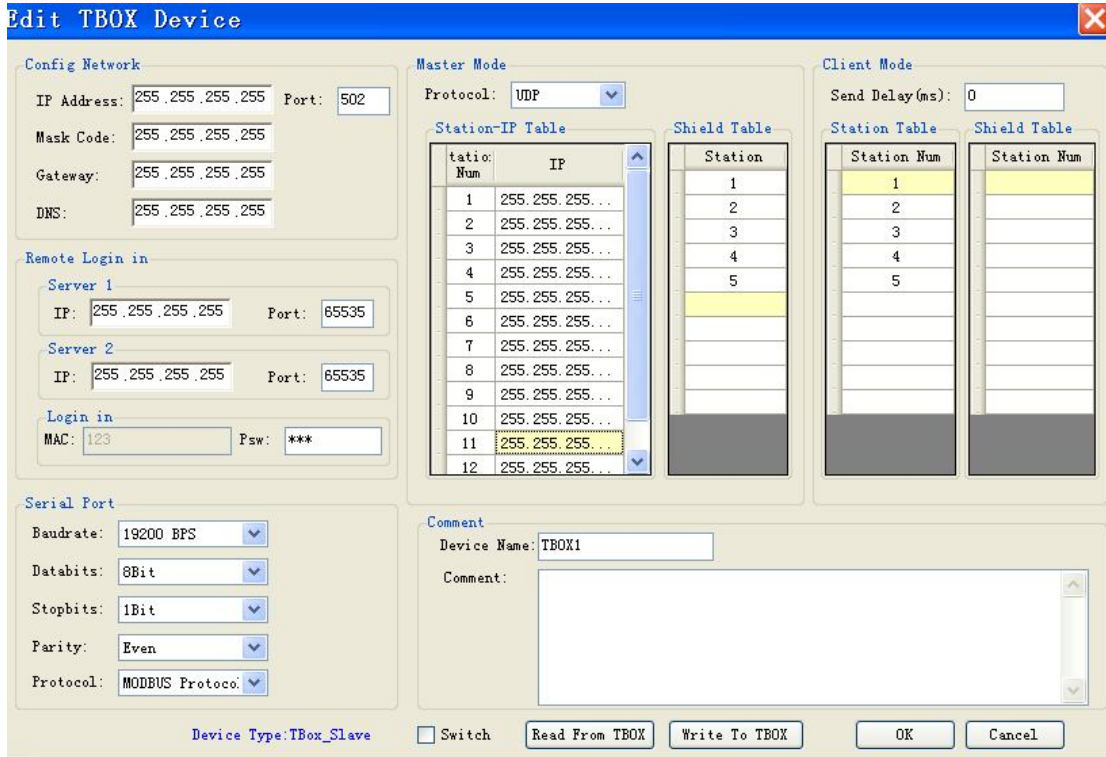 Edit TBOX Device
Config Network
IP Address: 255 .255 .255 .255 Port: 502
Mask Code: 255 .255 .255 .255
Gateway: 255 .255 .255 .255
DNS: 255 .255 .255 .255
Remote Login in
Server 1
IP: 255 .255 .255 .255 Port: 65535
Server 2
IP: 255 .255 .255 .255 Port: 65535
Login in
MAC: 123 Psw: ***
Serial Port
Baudrate: 19200 BPS
Databits: 8Bit
Stopbits: 1Bit
Parity: Even
Protocol: MODBUS Protoco
Master Mode
Protocol: UDP
Station-IP Table
tatio: IP
Num
1 255.255.255...
2 255.255.255...
3 255.255.255...
4 255.255.255...
5 255.255.255...
6 255.255.255...
7 255.255.255...
8 255.255.255...
9 255.255.255...
10 255.255.255...
11 255.255.255...
12 255.255.255...
Shield Table
Station
1
2
3
4
5
Client Mode
Send Delay(ms): 0
Station Table
Station Num
1
2
3
4
5
Shield Table
Station Num
Comment
Device Name: TBOX1
Comment:
Device Type:TBox_Slave
Switch
Read From TBOX
Write To TBOX
OK
Cancel